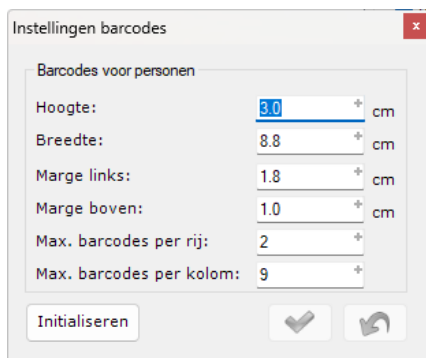 Instellingen barcodes
Barcodes voor personen
Hoogte: 3.0 cm
Breedte: 8.8 cm
Marge links: 1.8 cm
Marge boven: 1.0 cm
Max. barcodes per rij: 2
Max. barcodes per kolom: 9
Initialiseren